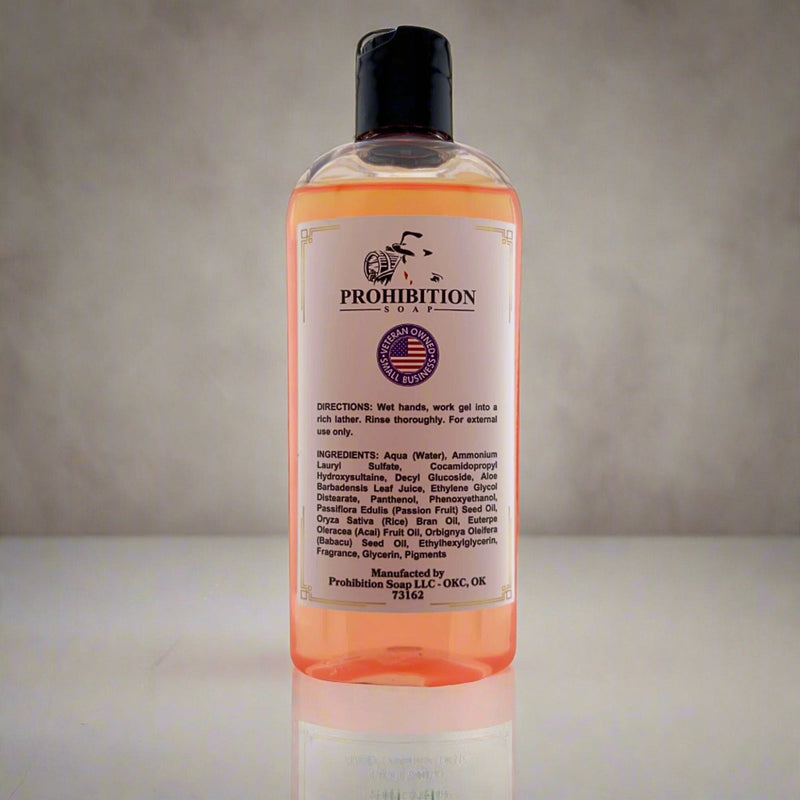 PROHIBITION
SOAP
VETERAN OWNED
SMALL BUSINESS
DIRECTIONS: Wet hands, work gel into a
rich lather. Rinse thoroughly. For external
use only.
INGREDIENTS: Aqua (Water), Ammonium
Lauryl Sulfate, Cocamidopropyl
Hydroxysultaine, Decyl Glucoside, Aloe
Barbadensis Leaf Juice, Ethylene Glycol
Distearate, Panthenol, Phenoxyethanol,
Passiflora Edulis (Passion Fruit) Seed Oil,
Oryza Sativa (Rice) Bran Oil, Euterpe
Oleracea (Acai) Fruit Oil, Orbignya Oleifera
(Babacu) Seed Oil, Ethylhexylglycerin,
Fragrance, Glycerin, Pigments
Manufacted by
Prohibition Soap LLC - OKC, OK
73162